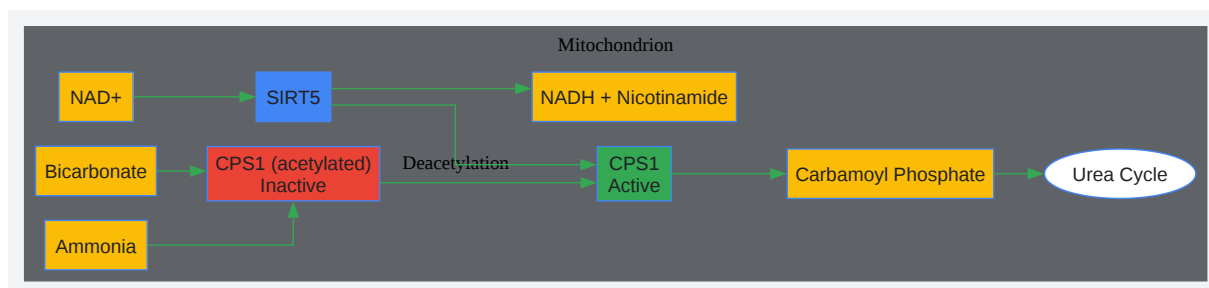 Mitochondrion
NAD+
SIRT5
NADH + Nicotinamide
Bicarbonate
CPS1 (acetylated)
Inactive
Deacetylation
CPS1
Active
Carbamoyl Phosphate
Urea Cycle
Ammonia